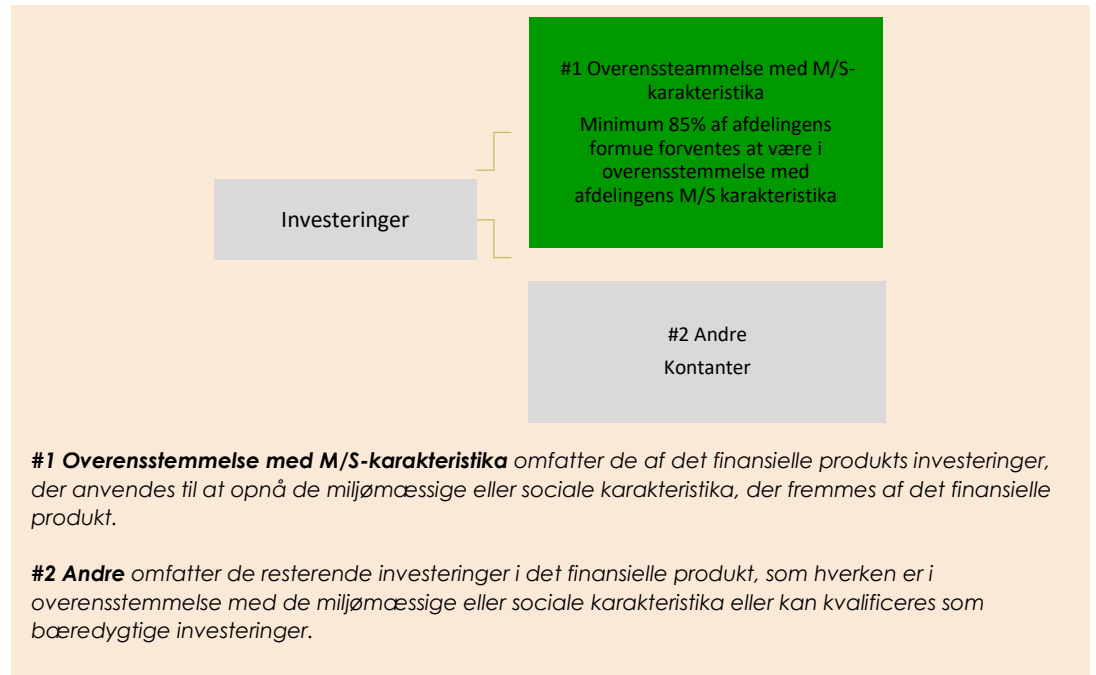 #1 Overenssteammelse med M/S-
karakteristika
Minimum 85% af afdelingens
formue forventes at være i
overensstemmelse med
afdelingens M/S karakteristika
Investeringer
#2 Andre
Kontanter
#1 Overensstemmelse med M/S-karakteristika omfatter de af det finansielle produkts investeringer,
der anvendes til at opnå de miljømæssige eller sociale karakteristika, der fremmes af det finansielle
produkt.
#2 Andre omfatter de resterende investeringer i det finansielle produkt, som hverken er i
overensstemmelse med de miljømæssige eller sociale karakteristika eller kan kvalificeres som
bæredygtige investeringer.